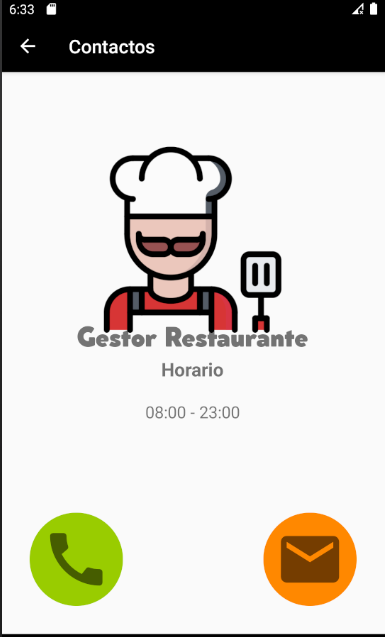 6:33
Contactos
Gestor Restaurante
Horario
08:00 - 23:00